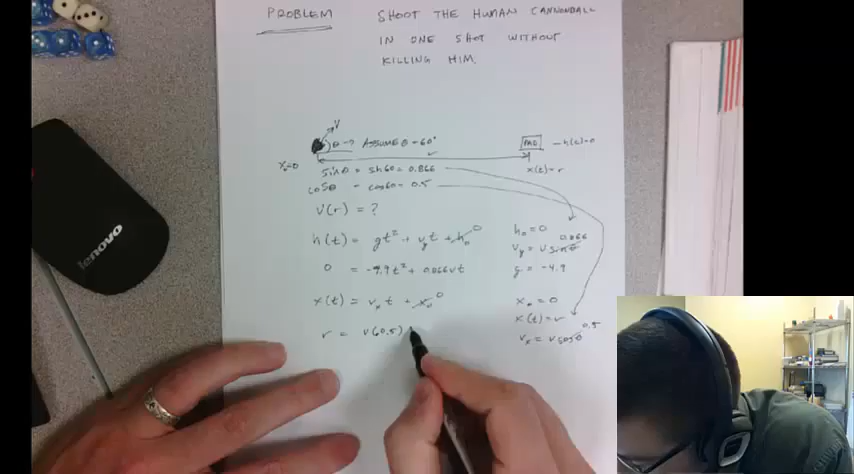 PROBLEM SHOOT THE HUMAN CANNONBALL
IN ONE SHOT WITHOUT
KILLING HIM.
V
θ → ASSUME θ = 60°
PAD — h(t)=0
x₀=0
x(t)=r
sinθ = sin60 = 0.866
cosθ = cos60 = 0.5
V(r) = ?
h(t) = gt² + vyt + h₀ 0
h₀ = 0
0.866
vy = v sinθ
0 = -4.9t² + 0.866vt
g = -4.9
x(t) = vₓt + x₀ 0
x₀ = 0
x(t) = r
0.5
r = v(0.5)
vₓ = v cosθ
lenovo